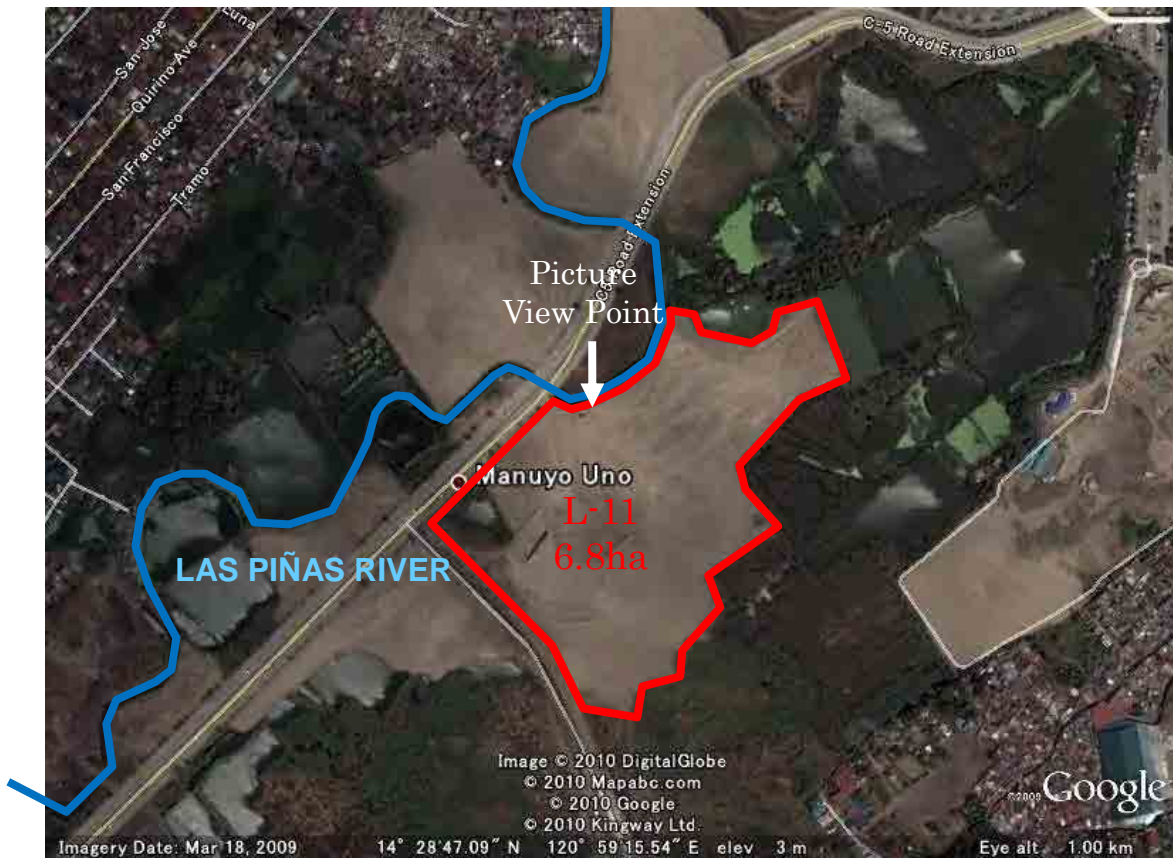 San Jose
Luna
Quirino Ave
San Francisco
Tramo
C-5 Road Extension
C5 Road Extension
Picture
View Point
Manuyo Uno
L-11
6.8ha
LAS PIÑAS RIVER
Image © 2010 DigitalGlobe
© 2010 Mapabc.com
© 2010 Google
© 2010 Kingway Ltd.
©2009 Google
Imagery Date: Mar 18, 2009 14° 28'47.09" N 120° 59'15.54" E elev 3 m Eye alt 1.00 km